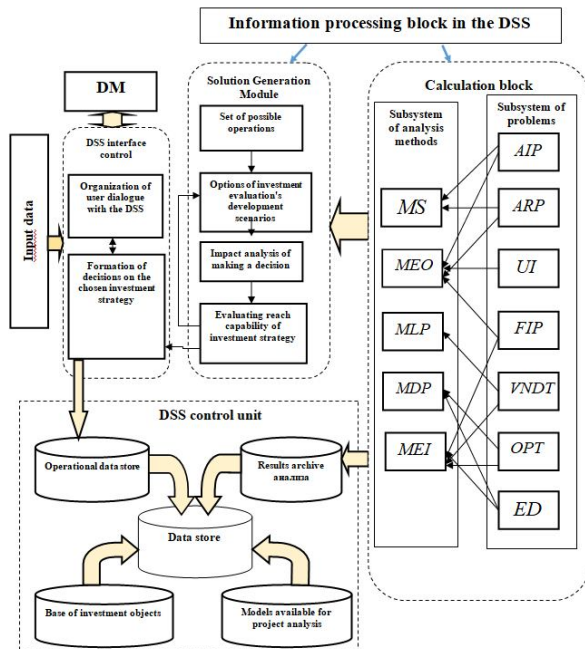 Information processing block in the DSS
DM
Input data
DSS interface
control
Organization of
user dialogue
with the DSS
Formation of
decisions on the
chosen investment
strategy
Solution Generation
Module
Set of possible
operations
Options of investment
evaluation's
development
scenarios
Impact analysis of
making a decision
Evaluating reach
capability of
investment strategy
Calculation block
Subsystem
of analysis
methods
MS
MEO
MLP
MDP
MEI
Subsystem of
problems
AIP
ARP
UI
FIP
VNDT
OPT
ED
DSS control unit
Operational data store
Results archive
анализа
Data store
Base of investment objects
Models available for
project analysis